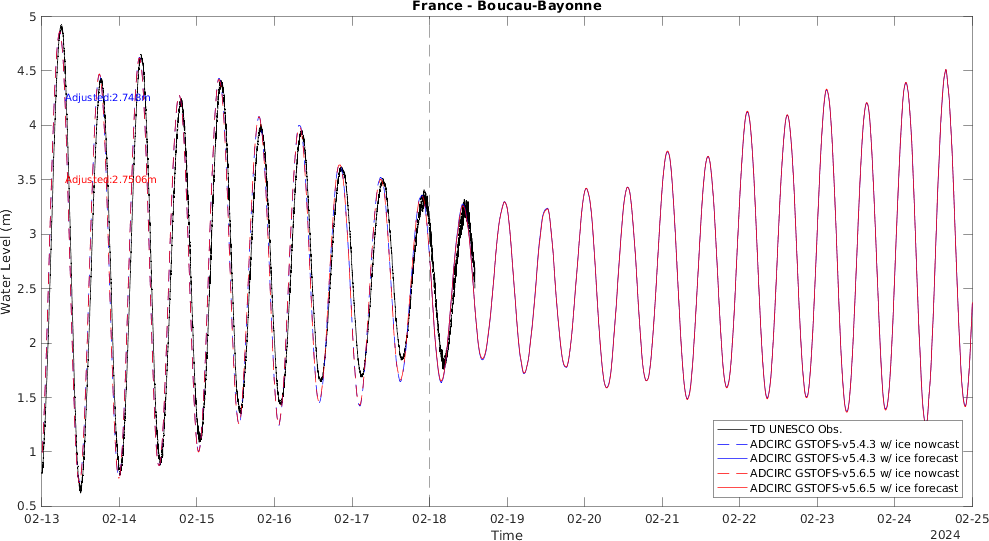 France - Boucau-Bayonne
5
4.5
4
3.5
3
2.5
2
1.5
1
0.5
Water Level (m)
Adjusted:2.748m
Adjusted:2.7506m
TD UNESCO Obs.
ADCIRC GSTOFS-v5.4.3 w/ ice nowcast
ADCIRC GSTOFS-v5.4.3 w/ ice forecast
ADCIRC GSTOFS-v5.6.5 w/ ice nowcast
ADCIRC GSTOFS-v5.6.5 w/ ice forecast
02-13 02-14 02-15 02-16 02-17 02-18 02-19 02-20 02-21 02-22 02-23 02-24 02-25
Time
2024